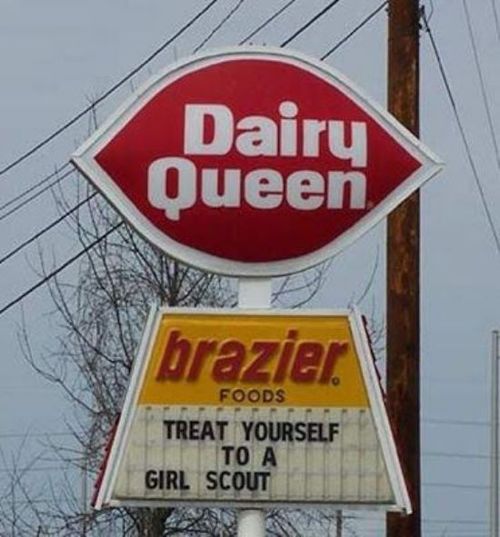 Dairy
Queen
brazier
FOODS
TREAT YOURSELF
TO A
GIRL SCOUT